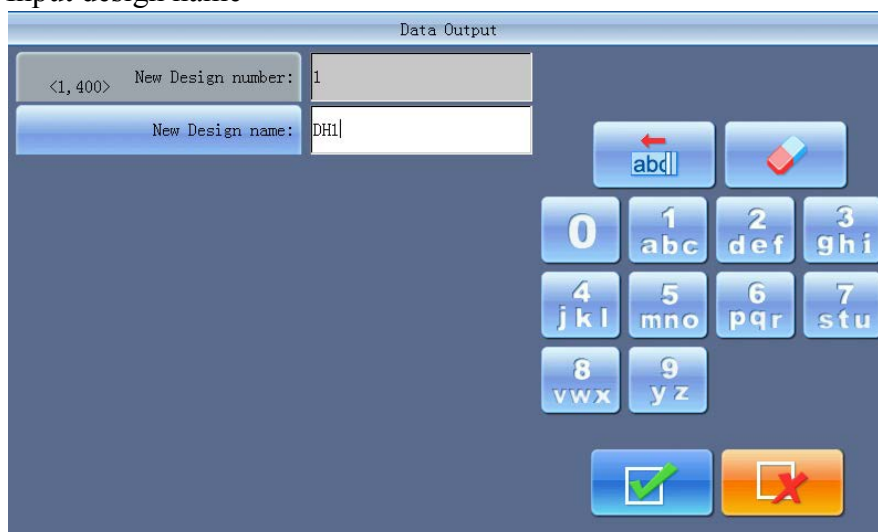 Input design name
Data Output
<1,400> New Design number: 1
New Design name: DH1
abc
0 1 2 3
abc def ghi
4 5 6 7
jkl mno pqr stu
8 9
vwx yz